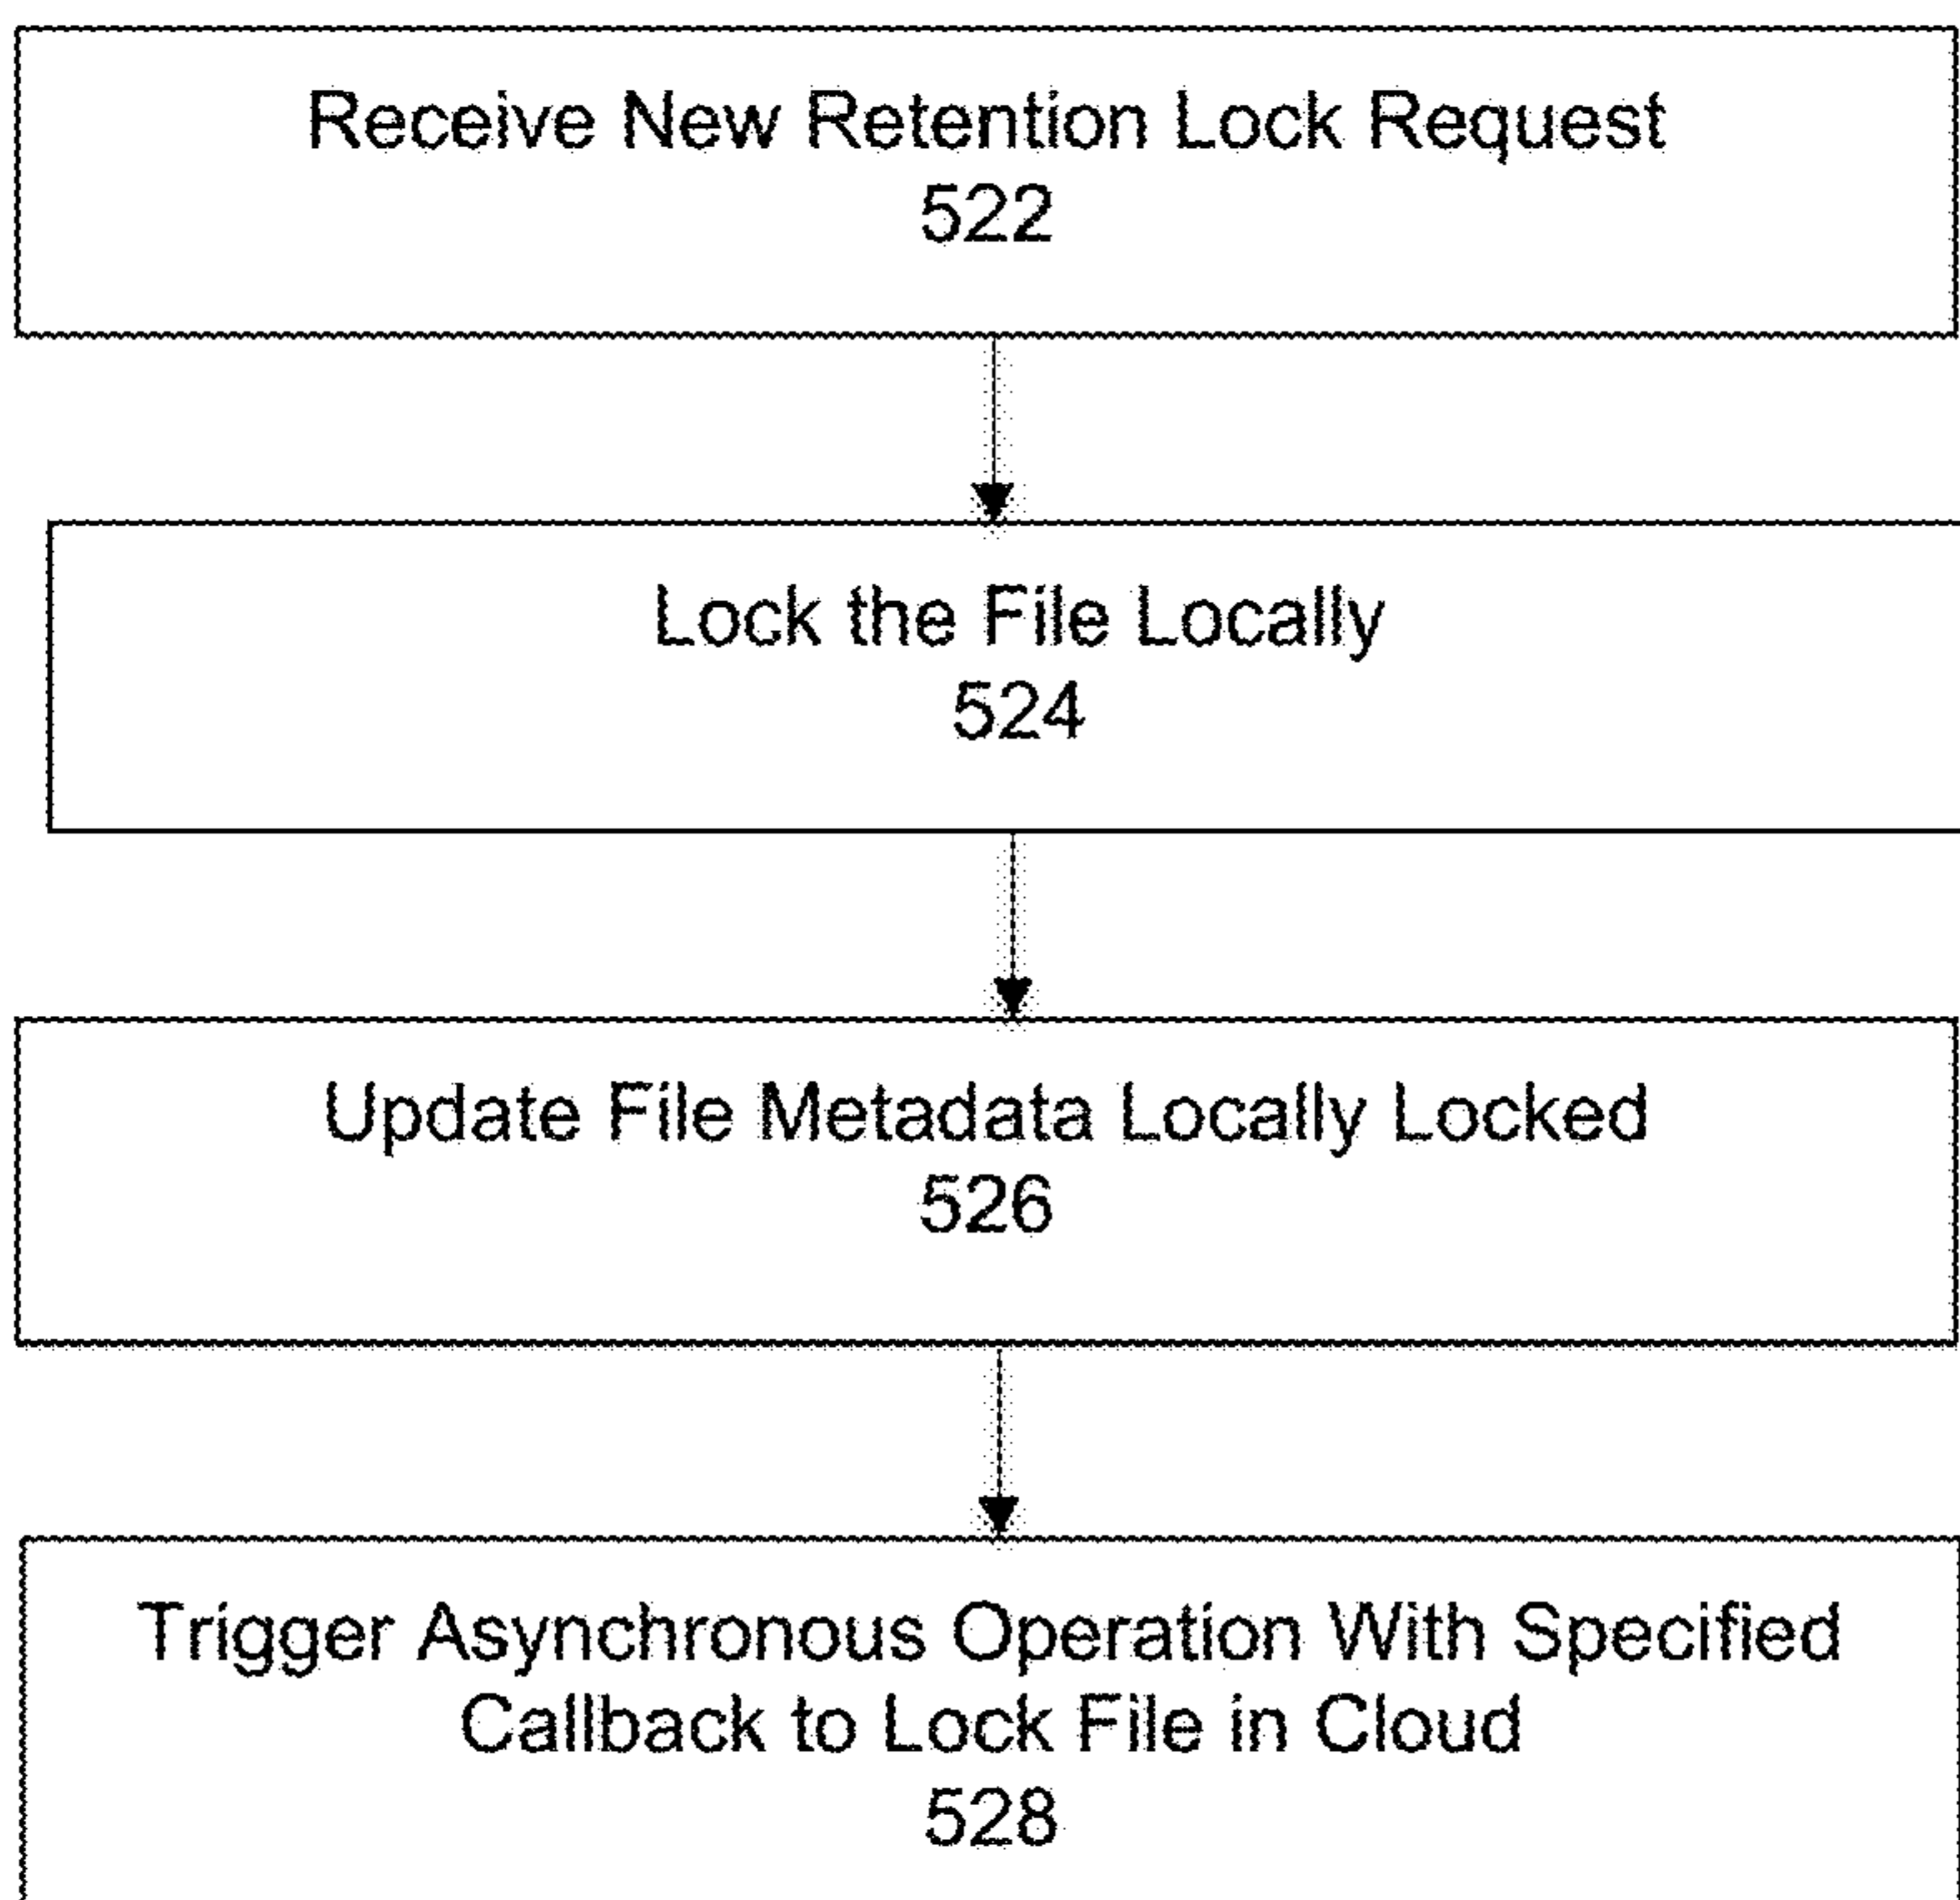 Receive New Retention Lock Request
522
Lock the File Locally
524
Update File Metadata Locally Locked
526
Trigger Asynchronous Operation With Specified
Callback to Lock File in Cloud
528